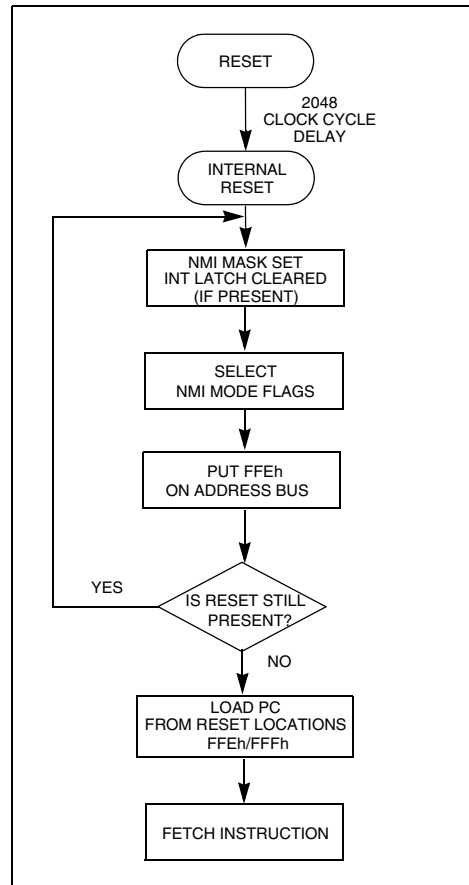 RESET
2048
CLOCK CYCLE
DELAY
INTERNAL
RESET
NMI MASK SET
INT LATCH CLEARED
(IF PRESENT)
SELECT
NMI MODE FLAGS
PUT FFEh
ON ADDRESS BUS
YES
IS RESET STILL
PRESENT?
NO
LOAD PC
FROM RESET LOCATIONS
FFEh/FFFh
FETCH INSTRUCTION